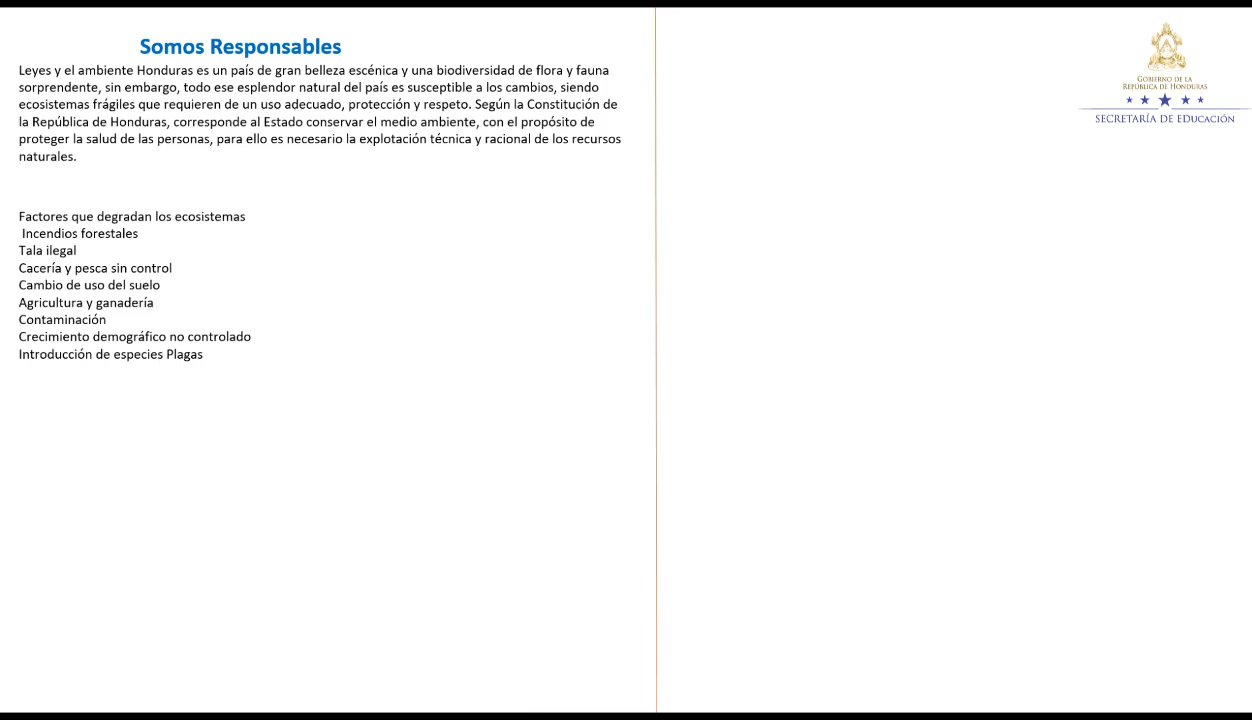 Somos Responsables
Leyes y el ambiente Honduras es un país de gran belleza escénica y una biodiversidad de flora y fauna
sorprendente, sin embargo, todo ese esplendor natural del país es susceptible a los cambios, siendo
ecosistemas frágiles que requieren de un uso adecuado, protección y respeto. Según la Constitución de
la República de Honduras, corresponde al Estado conservar el medio ambiente, con el propósito de
proteger la salud de las personas, para ello es necesario la explotación técnica y racional de los recursos
naturales.
Factores que degradan los ecosistemas
Incendios forestales
Tala ilegal
Cacería y pesca sin control
Cambio de uso del suelo
Agricultura y ganadería
Contaminación
Crecimiento demográfico no controlado
Introducción de especies Plagas
GOBIERNO DE LA
REPÚBLICA DE HONDURAS
SECRETARÍA DE EDUCACIÓN